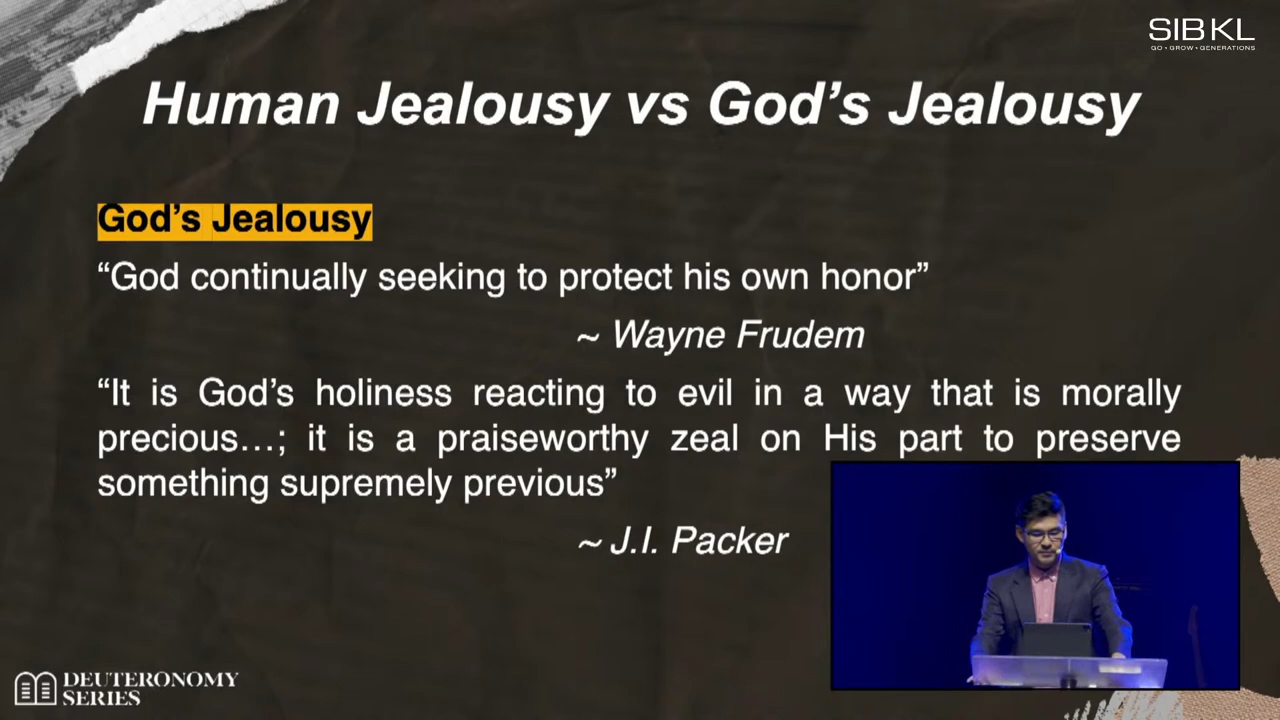 SIB KL
GO • GROW • GENERATIONS
Human Jealousy vs God’s Jealousy
God’s Jealousy
“God continually seeking to protect his own honor”
~ Wayne Frudem
“It is God’s holiness reacting to evil in a way that is morally
precious…; it is a praiseworthy zeal on His part to preserve
something supremely previous”
~ J.I. Packer
DEUTERONOMY
SERIES